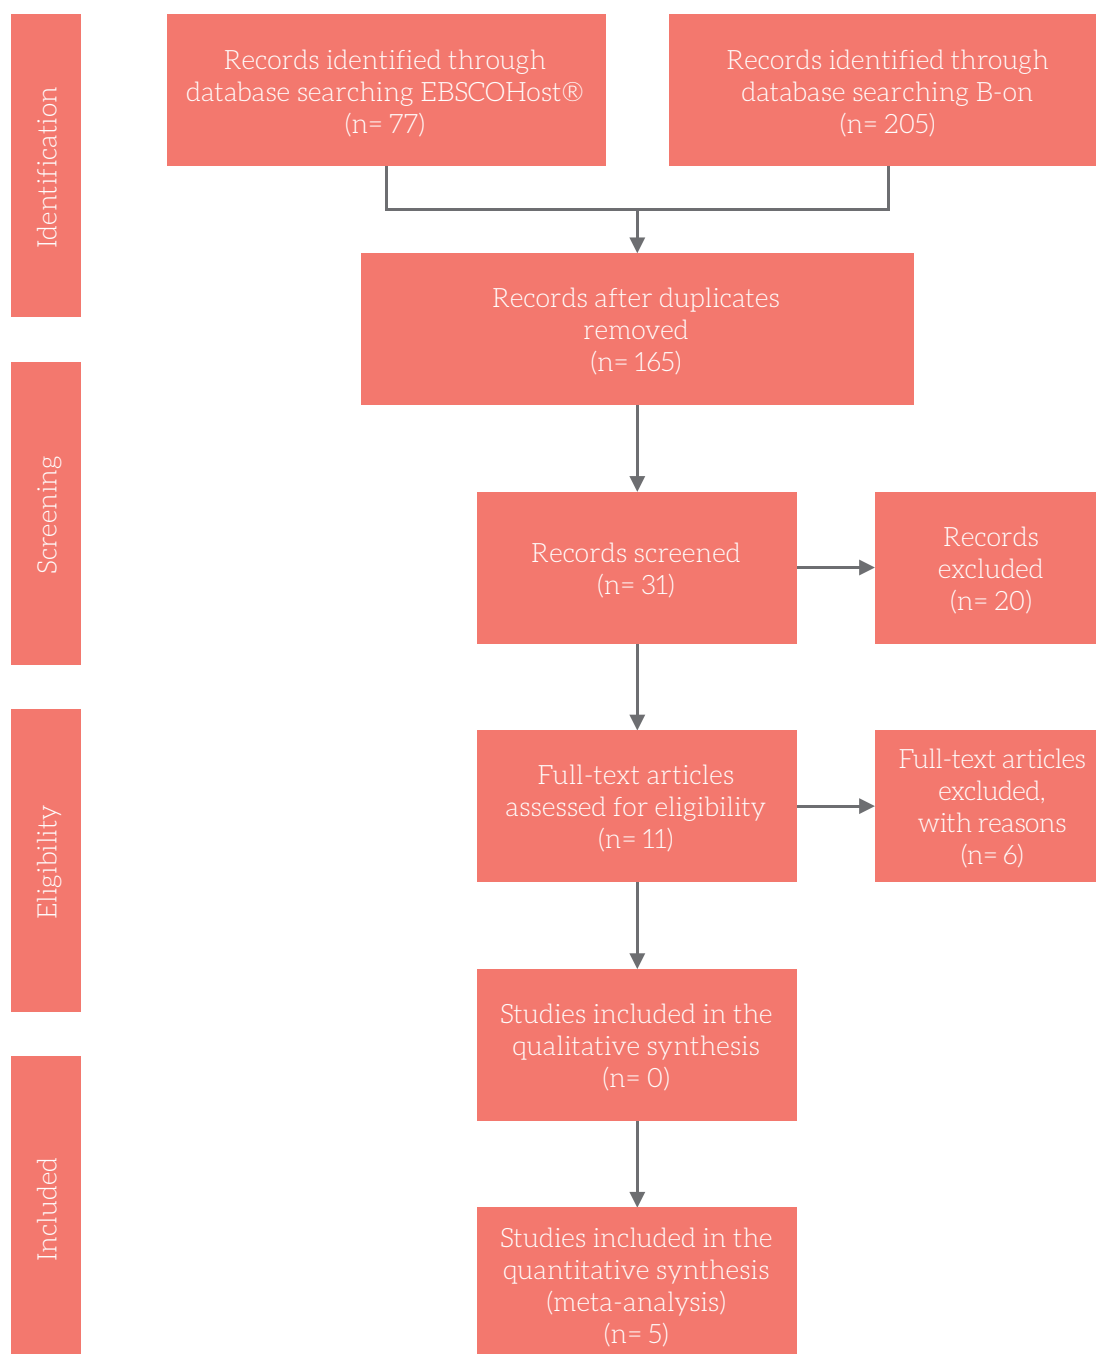 Identification
Records identified through
database searching EBSCOHost®
(n= 77)
Records identified through
database searching B-on
(n= 205)
Records after duplicates
removed
(n= 165)
Screening
Records screened
(n= 31)
Records
excluded
(n= 20)
Eligibility
Full-text articles
assessed for eligibility
(n= 11)
Full-text articles
excluded,
with reasons
(n= 6)
Studies included in the
qualitative synthesis
(n= 0)
Included
Studies included in the
quantitative synthesis
(meta-analysis)
(n= 5)